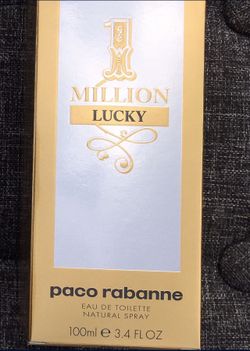 1
MILLION
LUCKY
paco rabanne
EAU DE TOILETTE
NATURAL SPRAY
100ml e 3.4 FL OZ